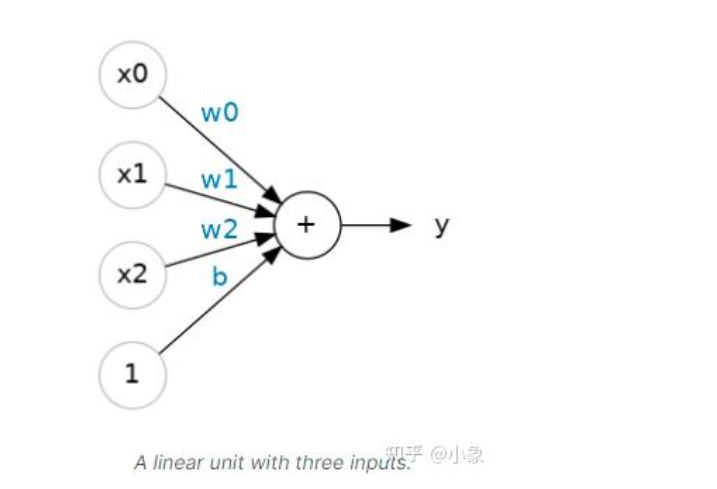 x0
w0
x1
w1
+
y
w2
x2
b
1
A linear unit with three inputs.
知乎 @小象